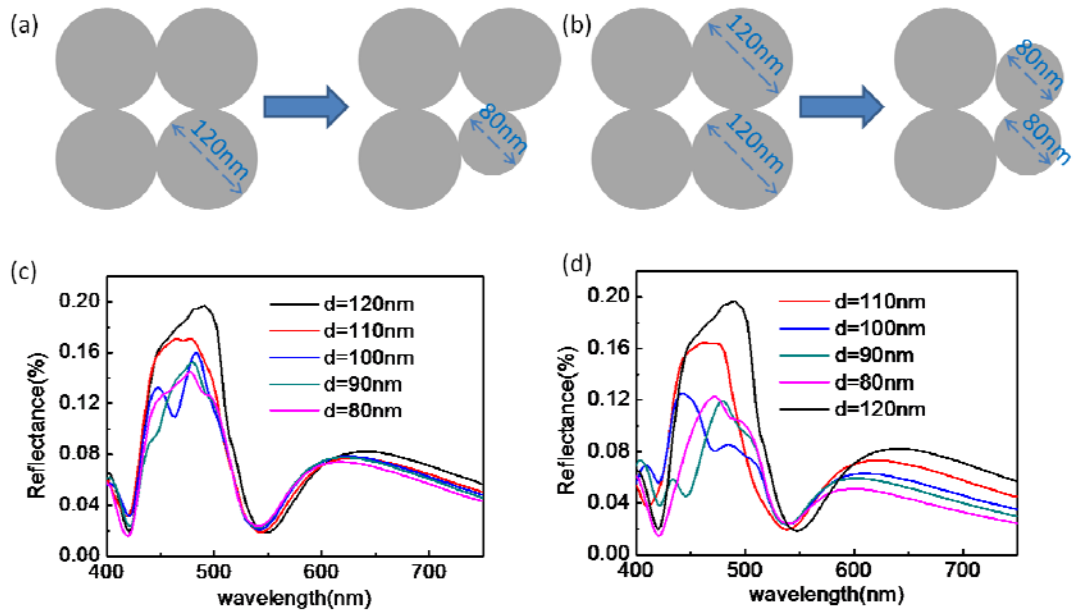 (a)
120nm
80nm
(b)
120nm
120nm
80nm
80nm
(c)
Reflectance(%)
0.20
0.16
0.12
0.08
0.04
0.00
d=120nm
d=110nm
d=100nm
d=90nm
d=80nm
400 500 600 700
wavelength(nm)
(d)
Reflectance(%)
0.20
0.16
0.12
0.08
0.04
0.00
d=110nm
d=100nm
d=90nm
d=80nm
d=120nm
400 500 600 700
wavelength(nm)